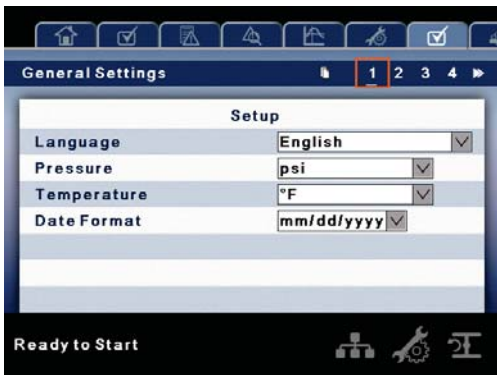 General Settings 1 2 3 4
Setup
Language English
Pressure psi
Temperature °F
Date Format mm/dd/yyyy
Ready to Start